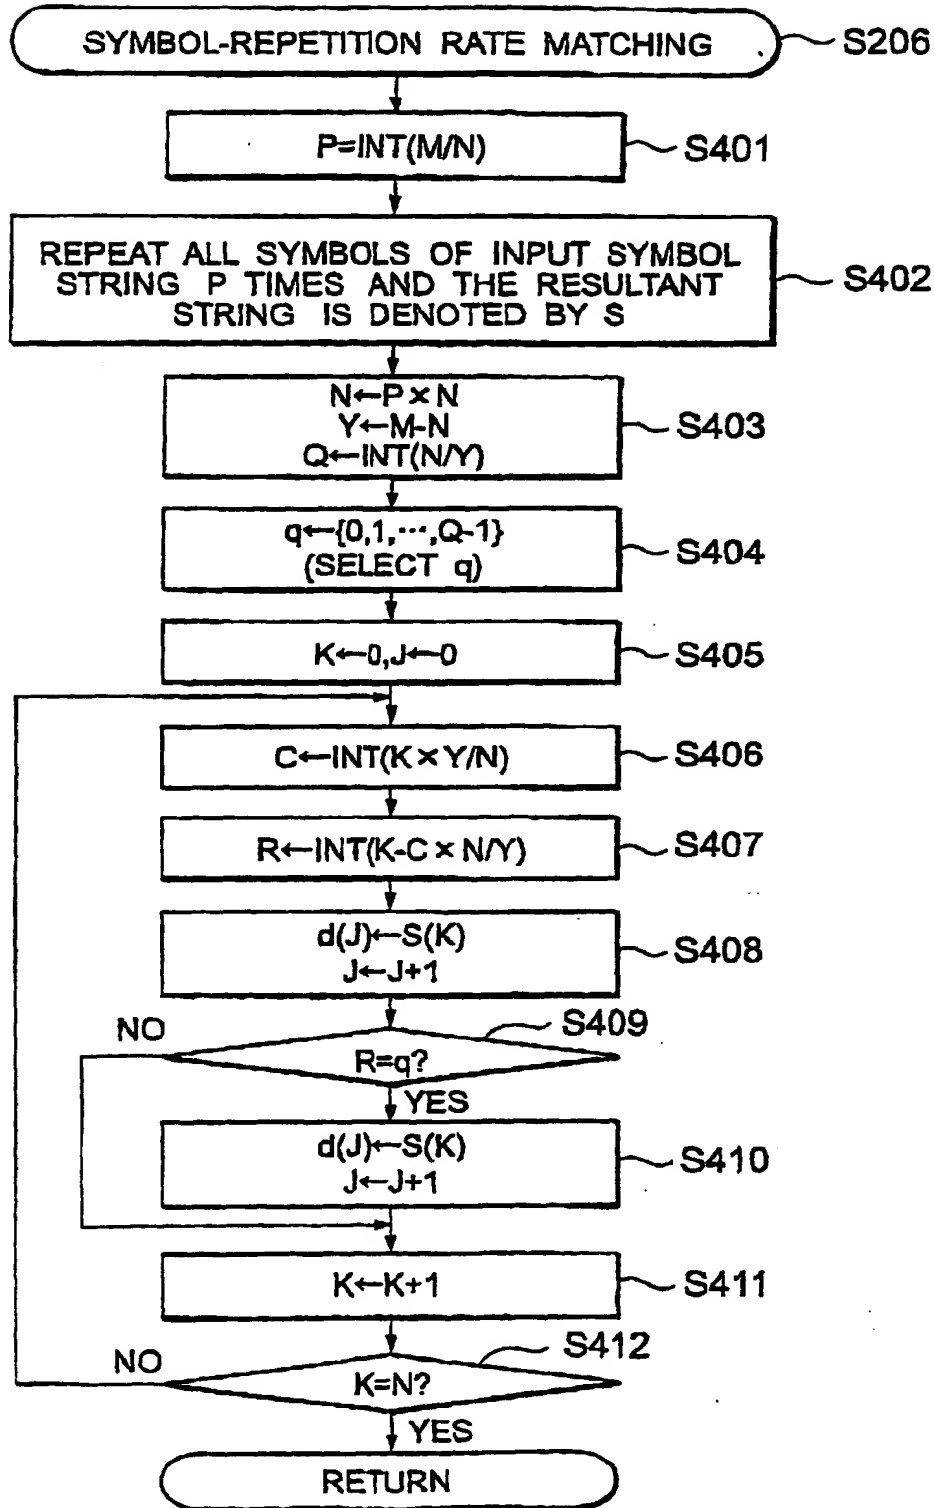 SYMBOL-REPETITION RATE MATCHING
S206
P=INT(M/N)
S401
REPEAT ALL SYMBOLS OF INPUT SYMBOL
STRING P TIMES AND THE RESULTANT
STRING IS DENOTED BY S
S402
N←P×N
Y←M-N
Q←INT(N/Y)
S403
q←{0,1,···,Q-1}
(SELECT q)
S404
K←0,J←0
S405
C←INT(K×Y/N)
S406
R←INT(K-C×N/Y)
S407
d(J)←S(K)
J←J+1
S408
S409
NO
R=q?
YES
d(J)←S(K)
J←J+1
S410
K←K+1
S411
S412
NO
K=N?
YES
RETURN